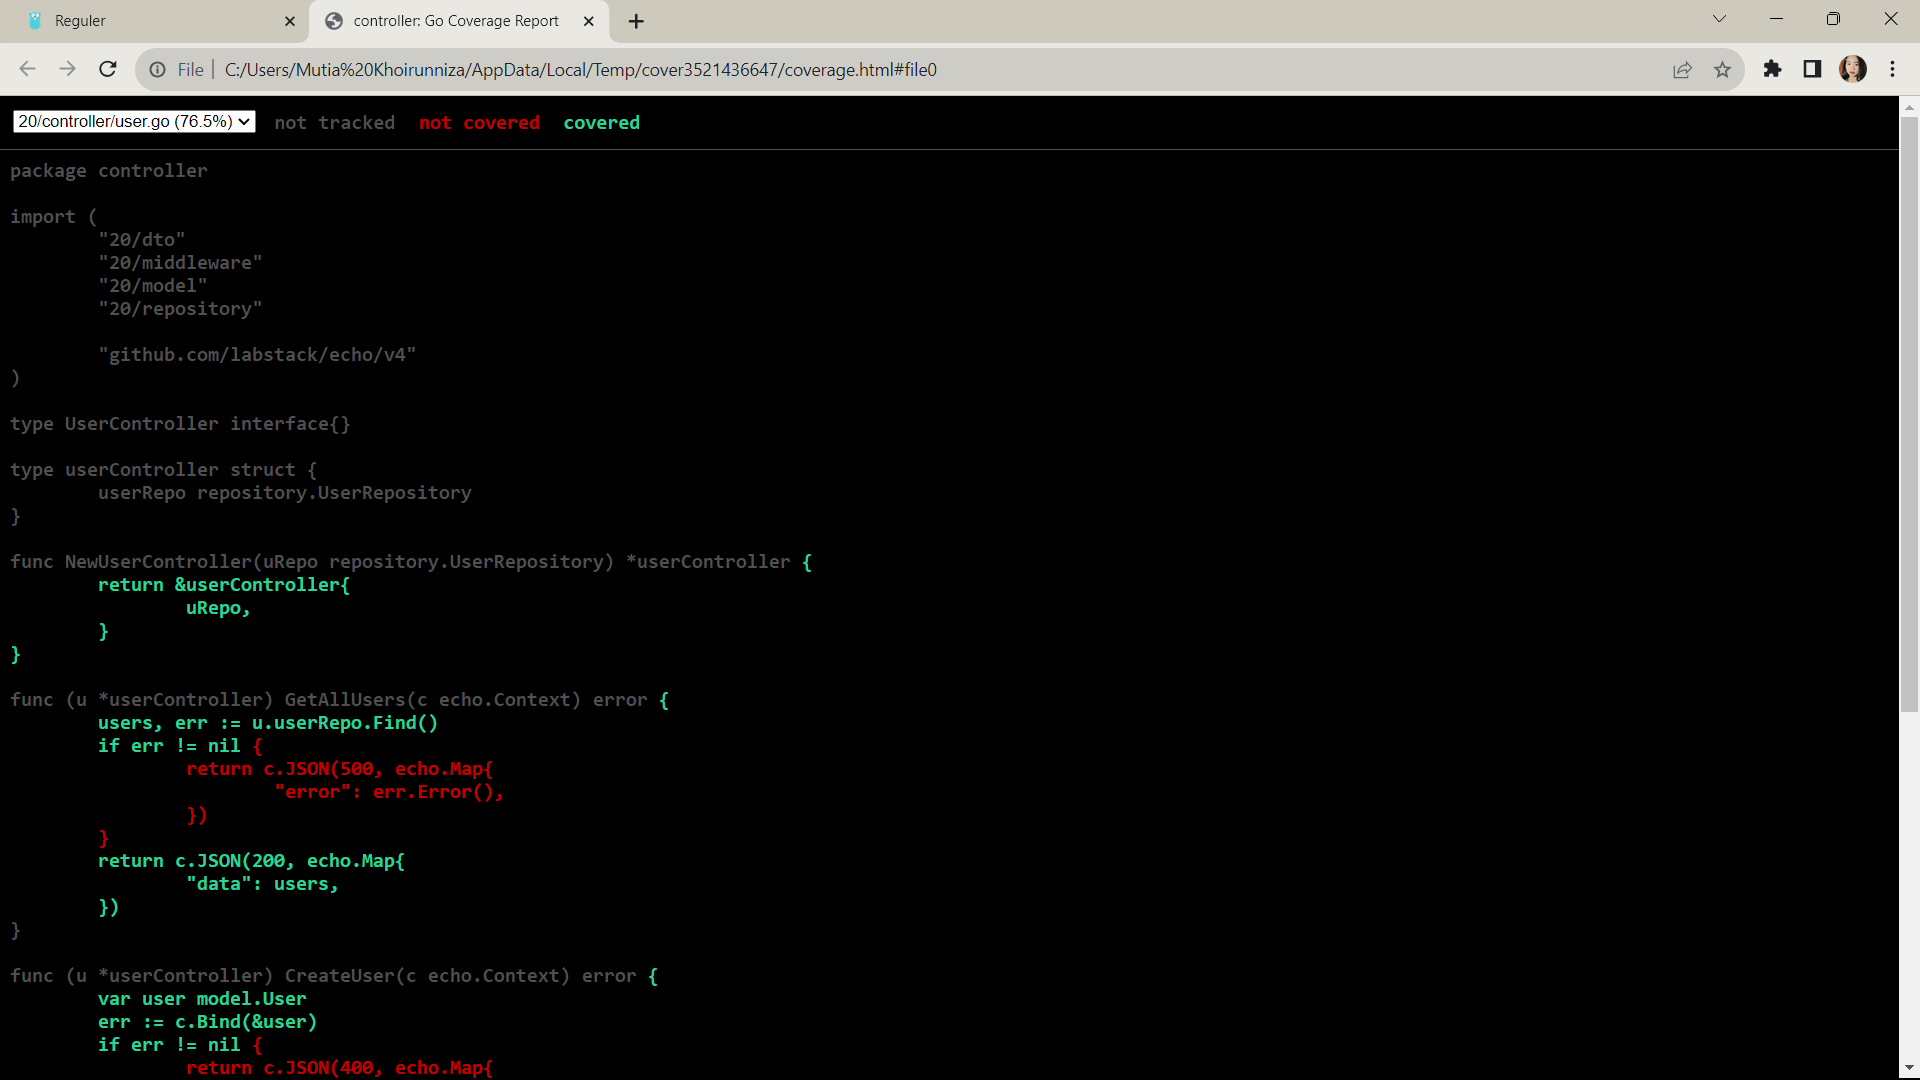 Reguler
controller: Go Coverage Report
File
C:/Users/Mutia%20Khoirunniza/AppData/Local/Temp/cover3521436647/coverage.html#file0
20/controller/user.go (76.5%) not tracked not covered covered
package controller
import (
"20/dto"
"20/middleware"
"20/model"
"20/repository"
"github.com/labstack/echo/v4"
)
type UserController interface{}
type userController struct {
userRepo repository.UserRepository
}
func NewUserController(uRepo repository.UserRepository) *userController {
return &userController{
uRepo,
}
}
func (u *userController) GetAllUsers(c echo.Context) error {
users, err := u.userRepo.Find()
if err != nil {
return c.JSON(500, echo.Map{
"error": err.Error(),
})
}
return c.JSON(200, echo.Map{
"data": users,
})
}
func (u *userController) CreateUser(c echo.Context) error {
var user model.User
err := c.Bind(&user)
if err != nil {
return c.JSON(400, echo.Map{